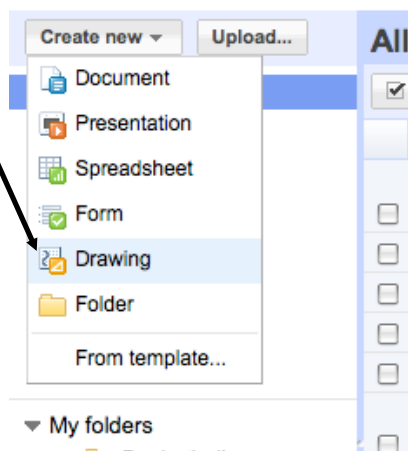 Create new Upload... All
Document
Presentation
Spreadsheet
Form
Drawing
Folder
From template...
My folders